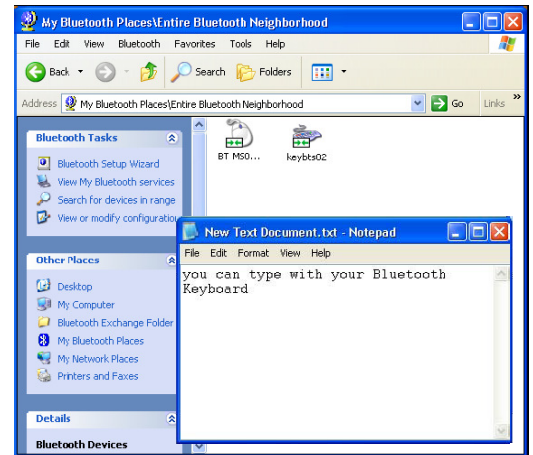 My Bluetooth Places\Entire Bluetooth Neighborhood
File Edit View Bluetooth Favorites Tools Help
Back Search Folders
Address My Bluetooth Places\Entire Bluetooth Neighborhood Go Links »
Bluetooth Tasks
Bluetooth Setup Wizard
View My Bluetooth services
Search for devices in range
View or modify configuration
BT MS0... keybts02
Other Places
Desktop
My Computer
Bluetooth Exchange Folder
My Bluetooth Places
My Network Places
Printers and Faxes
Details
Bluetooth Devices
New Text Document.txt - Notepad
File Edit Format View Help
you can type with your Bluetooth
Keyboard